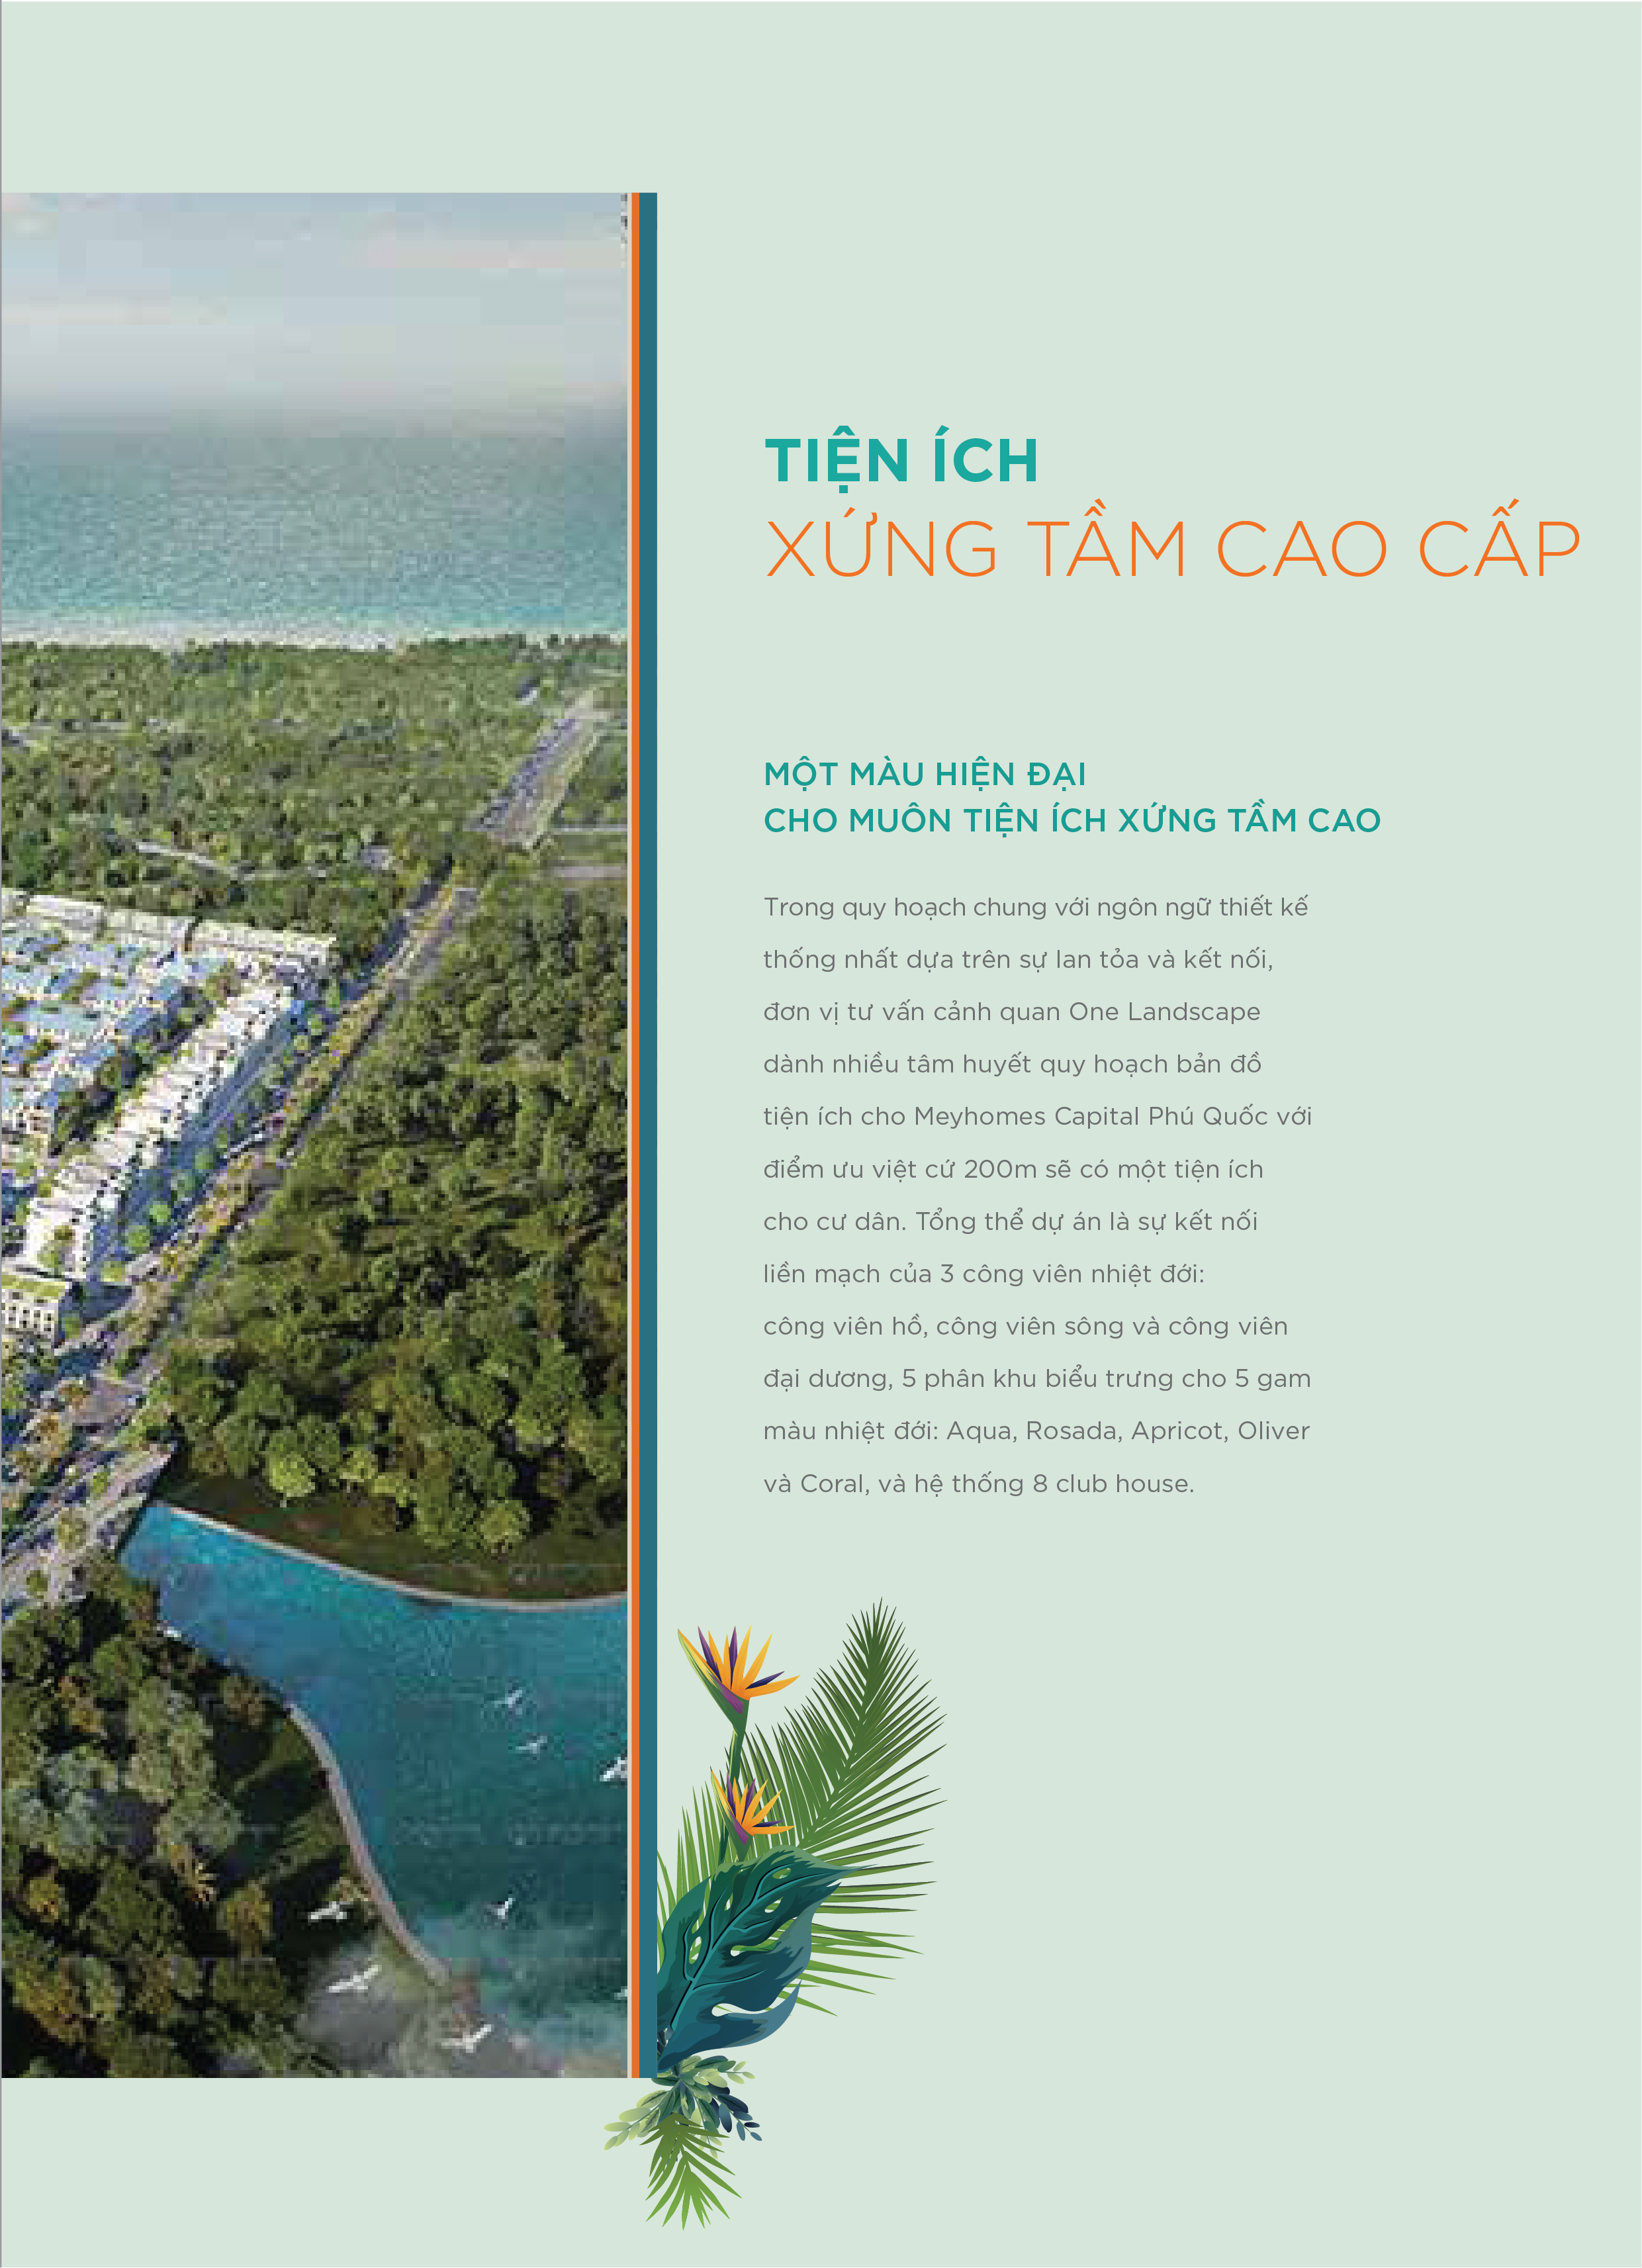 TIỆN ÍCH
XỨNG TẦM CAO CẤP
MỘT MÀU HIỆN ĐẠI
CHO MUÔN TIỆN ÍCH XỨNG TẦM CAO
Trong quy hoạch chung với ngôn ngữ thiết kế
thống nhất dựa trên sự lan tỏa và kết nối,
đơn vị tư vấn cảnh quan One Landscape
dành nhiều tâm huyết quy hoạch bản đồ
tiện ích cho Meyhomes Capital Phú Quốc với
điểm ưu việt cứ 200m sẽ có một tiện ích
cho cư dân. Tổng thể dự án là sự kết nối
liền mạch của 3 công viên nhiệt đới:
công viên hồ, công viên sông và công viên
đại dương, 5 phân khu biểu trưng cho 5 gam
màu nhiệt đới: Aqua, Rosada, Apricot, Oliver
và Coral, và hệ thống 8 club house.